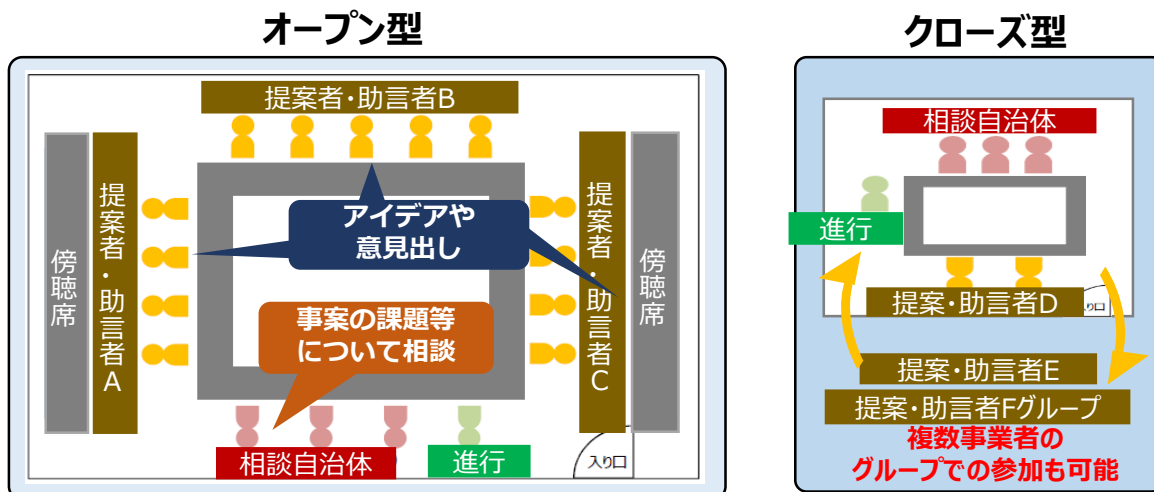 オープン型
提案者・助言者B
傍聴席
提案者・助言者A
アイデアや
意見出し
事案の課題等
について相談
提案者・助言者C
傍聴席
相談自治体
進行
入り口
クローズ型
相談自治体
進行
提案・助言者D
り口
提案・助言者E
提案・助言者Fグループ
複数事業者の
グループでの参加も可能